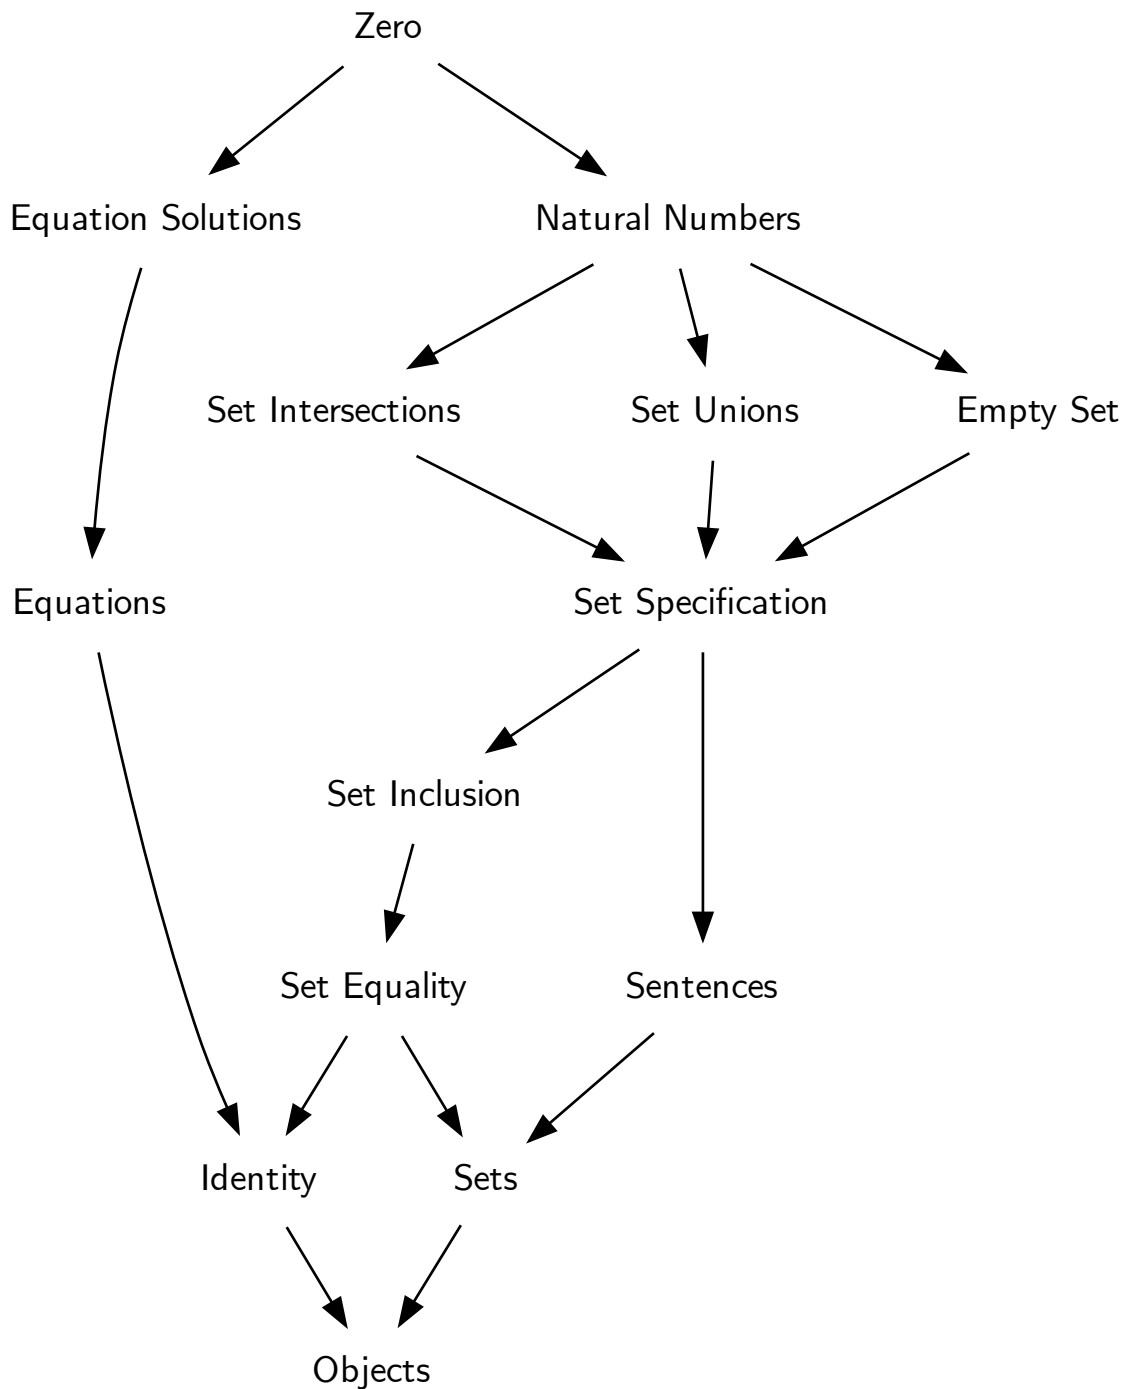 Zero
Equation Solutions
Natural Numbers
Set Intersections
Set Unions
Empty Set
Equations
Set Specification
Set Inclusion
Set Equality
Sentences
Identity
Sets
Objects